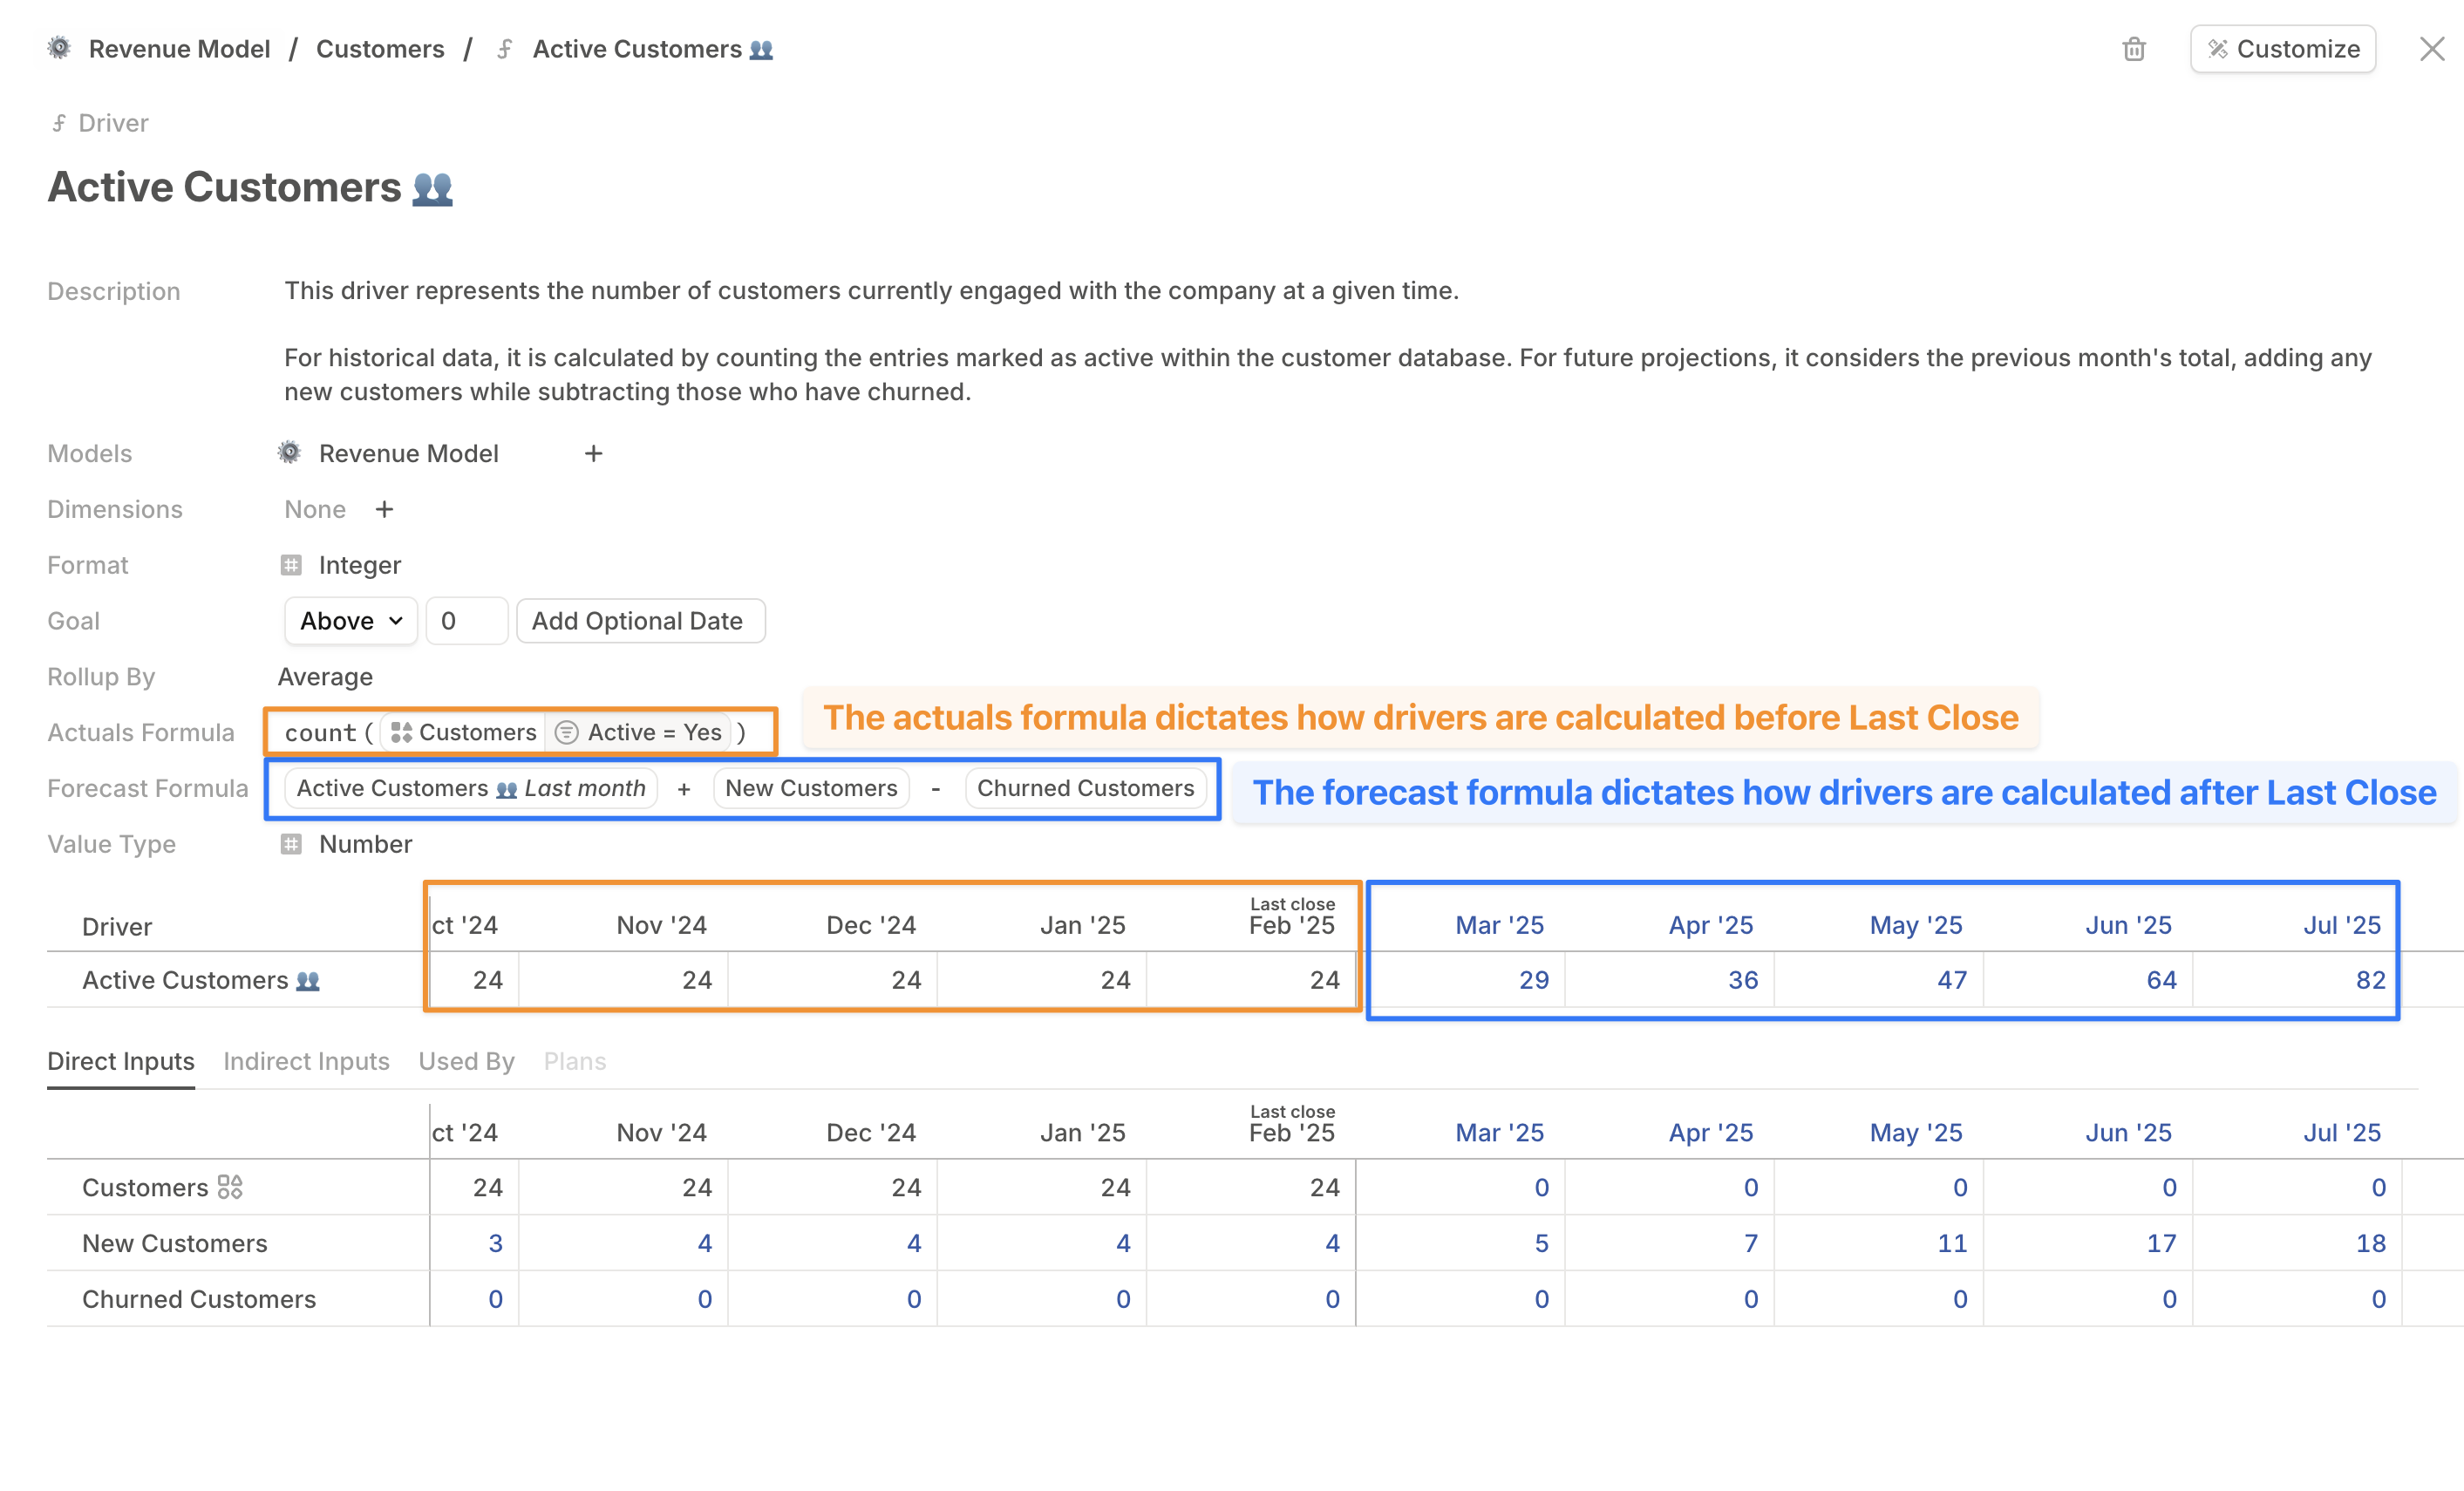 Revenue Model / Customers / Active Customers
Customize
Driver
Active Customers
Description This driver represents the number of customers currently engaged with the company at a given time.
For historical data, it is calculated by counting the entries marked as active within the customer database. For future projections, it considers the previous month's total, adding any
new customers while subtracting those who have churned.
Models Revenue Model +
Dimensions None +
Format Integer
Goal Above 0 Add Optional Date
Rollup By Average
Actuals Formula count ( Customers Active = Yes )
The actuals formula dictates how drivers are calculated before Last Close
Forecast Formula Active Customers Last month + New Customers - Churned Customers
The forecast formula dictates how drivers are calculated after Last Close
Value Type Number
Last close
Driver ct '24 Nov '24 Dec '24 Jan '25 Feb '25 Mar '25 Apr '25 May '25 Jun '25 Jul '25
Active Customers 24 24 24 24 24 29 36 47 64 82
Direct Inputs Indirect Inputs Used By Plans
Last close
ct '24 Nov '24 Dec '24 Jan '25 Feb '25 Mar '25 Apr '25 May '25 Jun '25 Jul '25
Customers 24 24 24 24 24 0 0 0 0 0
New Customers 3 4 4 4 4 5 7 11 17 18
Churned Customers 0 0 0 0 0 0 0 0 0 0